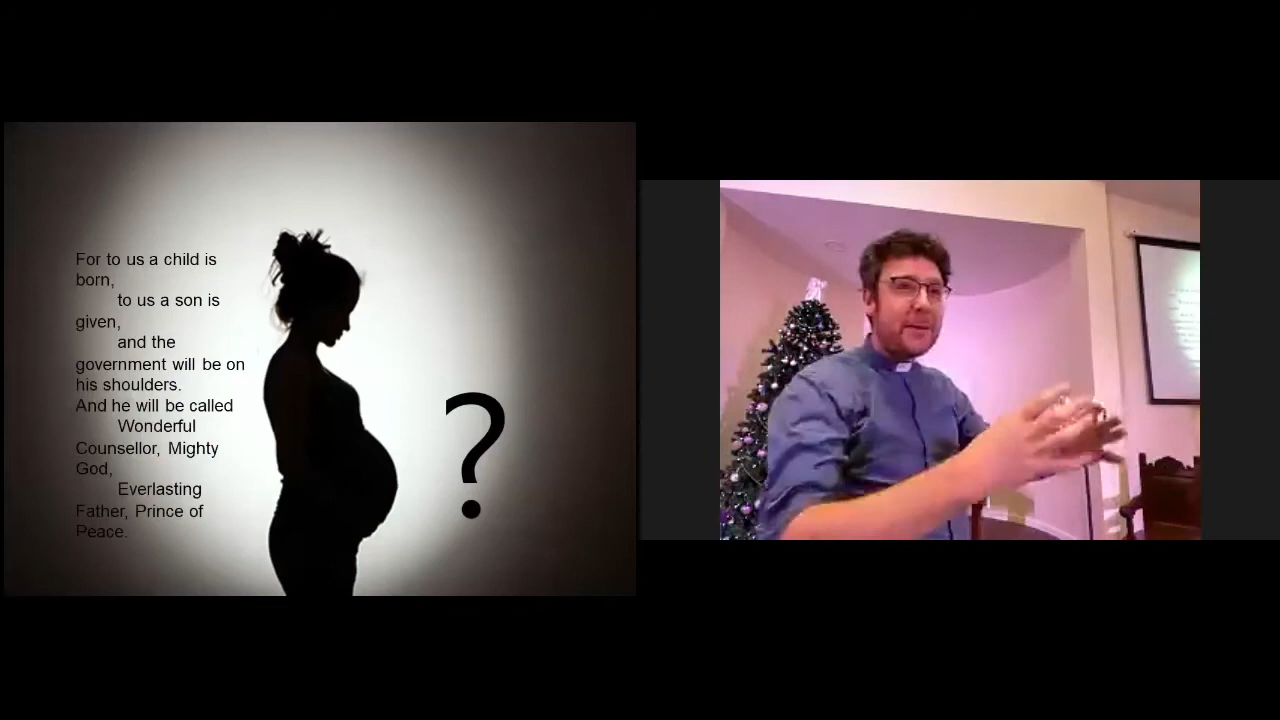 For to us a child is
born,
to us a son is
given,
and the
government will be on
his shoulders.
And he will be called
Wonderful
Counsellor, Mighty
God,
Everlasting
Father, Prince of
Peace.
?